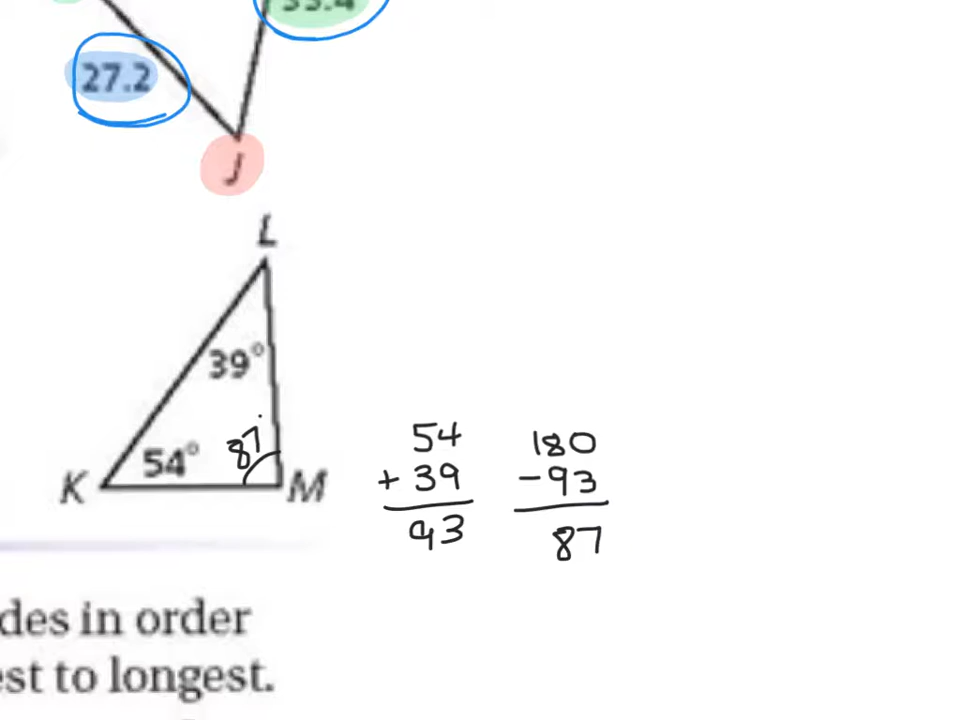 27.2
J
L
39°
54°
87
K
M
54
+ 39
93
180
-93
87
des in order
est to longest.